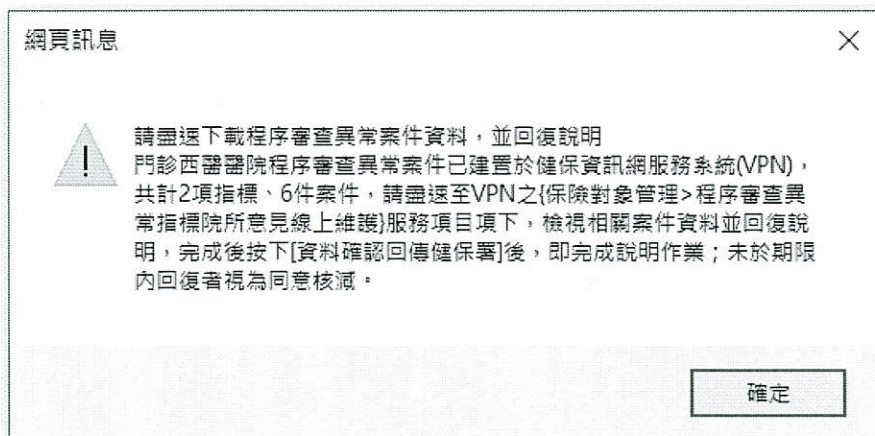 網頁訊息
請盡速下載程序審查異常案件資料，並回復說明
門診西醫醫院程序審查異常案件已建置於健保資訊網服務系統(VPN)，
共計2項指標、6件案件，請盡速至VPN之{保險對象管理>程序審查異
常指標院所意見線上維護}服務項目項下，檢視相關案件資料並回復說
明，完成後按下[資料確認回傳健保署]後，即完成說明作業；未於期限
內回復者視為同意核減。
確定